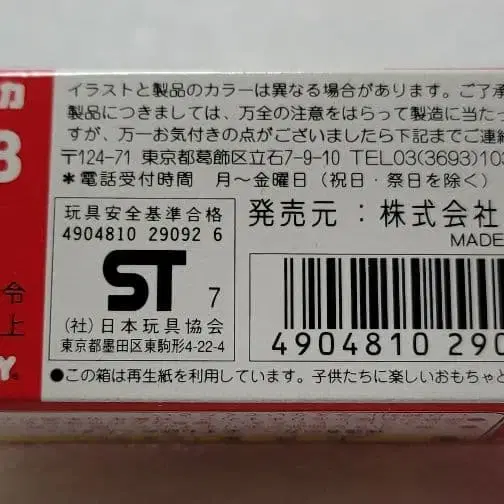 カ
イラストと製品のカラーは異なる場合があります。ご了承
製品につきましては、万全の注意をはらって製造に当たっ
すが、万一お気付きの点がございましたら下記までご連絡
〒124-71 東京都葛飾区立石7-9-10 TEL03(3693)103
＊電話受付時間 月〜金曜日(祝日・祭日を除く)
玩具安全基準合格
4904810 29092 6
ST 7
(社)日本玩具協会
東京都墨田区東駒形4-22-4
発売元：株式会社
MADE
4904810 290
令
上
Y
●この箱は再生紙を利用しています。子供たちに楽しいおもちゃと